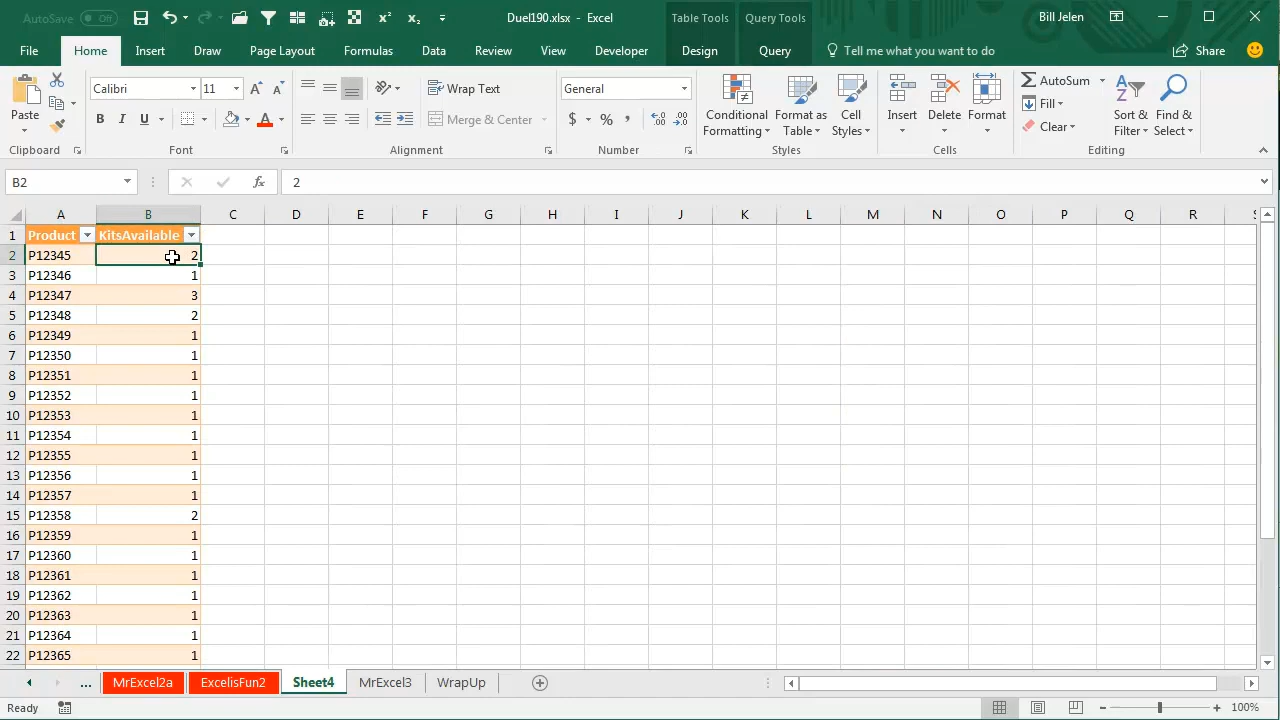 AutoSave Off
Duel190.xlsx - Excel
Table Tools
Query Tools
Bill Jelen
File Home Insert Draw Page Layout Formulas Data Review View Developer Design Query Tell me what you want to do Share
Calibri 11
Wrap Text
General
Paste
B I U
Merge & Center
$ % ,
Conditional Formatting
Format as Table
Cell Styles
Insert
Delete
Format
AutoSum
Fill
Clear
Sort & Filter
Find & Select
Clipboard Font Alignment Number Styles Cells Editing
B2 fx 2
A B C D E F G H I J K L M N O P Q R S
1 Product KitsAvailable
2 P12345 2
3 P12346 1
4 P12347 3
5 P12348 2
6 P12349 1
7 P12350 1
8 P12351 1
9 P12352 1
10 P12353 1
11 P12354 1
12 P12355 1
13 P12356 1
14 P12357 1
15 P12358 2
16 P12359 1
17 P12360 1
18 P12361 1
19 P12362 1
20 P12363 1
21 P12364 1
22 P12365 1
... MrExcel2a ExcelisFun2 Sheet4 MrExcel3 WrapUp
Ready
100%